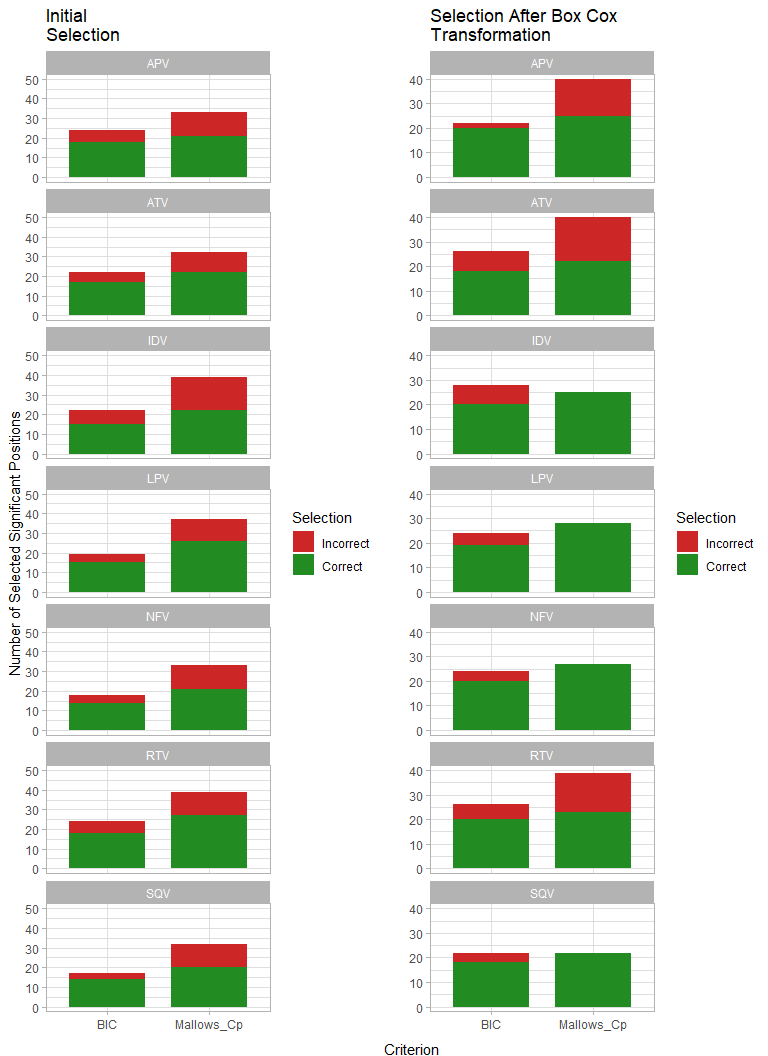 Initial
Selection
Selection After Box Cox
Transformation
Number of Selected Significant Positions
APV
50
40
30
20
10
0
ATV
50
40
30
20
10
0
IDV
50
40
30
20
10
0
LPV
50
40
30
20
10
0
NFV
50
40
30
20
10
0
RTV
50
40
30
20
10
0
SQV
50
40
30
20
10
0
BIC Mallows_Cp
Selection
Incorrect
Correct
APV
40
30
20
10
0
ATV
40
30
20
10
0
IDV
40
30
20
10
0
LPV
40
30
20
10
0
NFV
40
30
20
10
0
RTV
40
30
20
10
0
SQV
40
30
20
10
0
BIC Mallows_Cp
Selection
Incorrect
Correct
Criterion